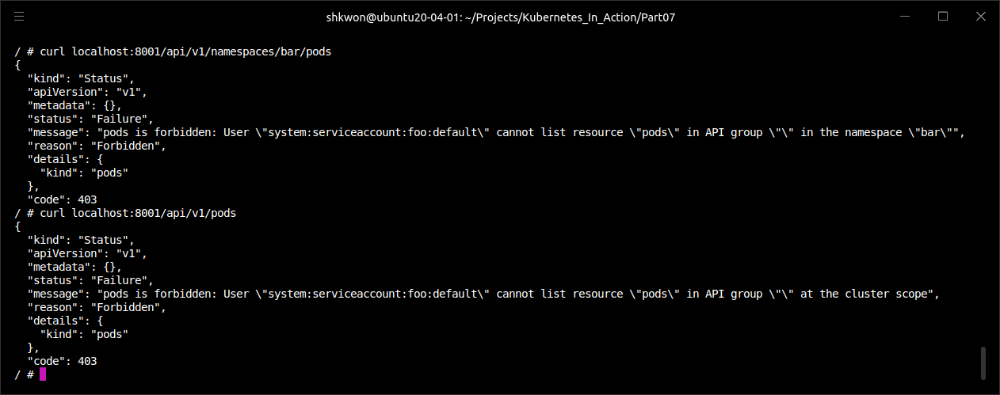 shkwon@ubuntu20-04-01: ~/Projects/Kubernetes_In_Action/Part07
/ # curl localhost:8001/api/v1/namespaces/bar/pods
{
  "kind": "Status",
  "apiVersion": "v1",
  "metadata": {},
  "status": "Failure",
  "message": "pods is forbidden: User \"system:serviceaccount:foo:default\" cannot list resource \"pods\" in API group \"\" in the namespace \"bar\"",
  "reason": "Forbidden",
  "details": {
    "kind": "pods"
  },
  "code": 403
/ # curl localhost:8001/api/v1/pods
{
  "kind": "Status",
  "apiVersion": "v1",
  "metadata": {},
  "status": "Failure",
  "message": "pods is forbidden: User \"system:serviceaccount:foo:default\" cannot list resource \"pods\" in API group \"\" at the cluster scope",
  "reason": "Forbidden",
  "details": {
    "kind": "pods"
  },
  "code": 403
/ #